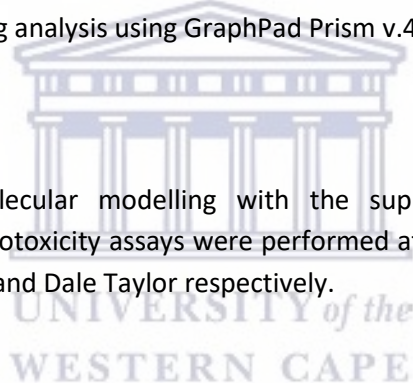 g analysis using GraphPad Prism v.4
lecular modelling with the sup
otoxicity assays were performed at
and Dale Taylor respectively.
UNIVERSITY of the
WESTERN CAPE